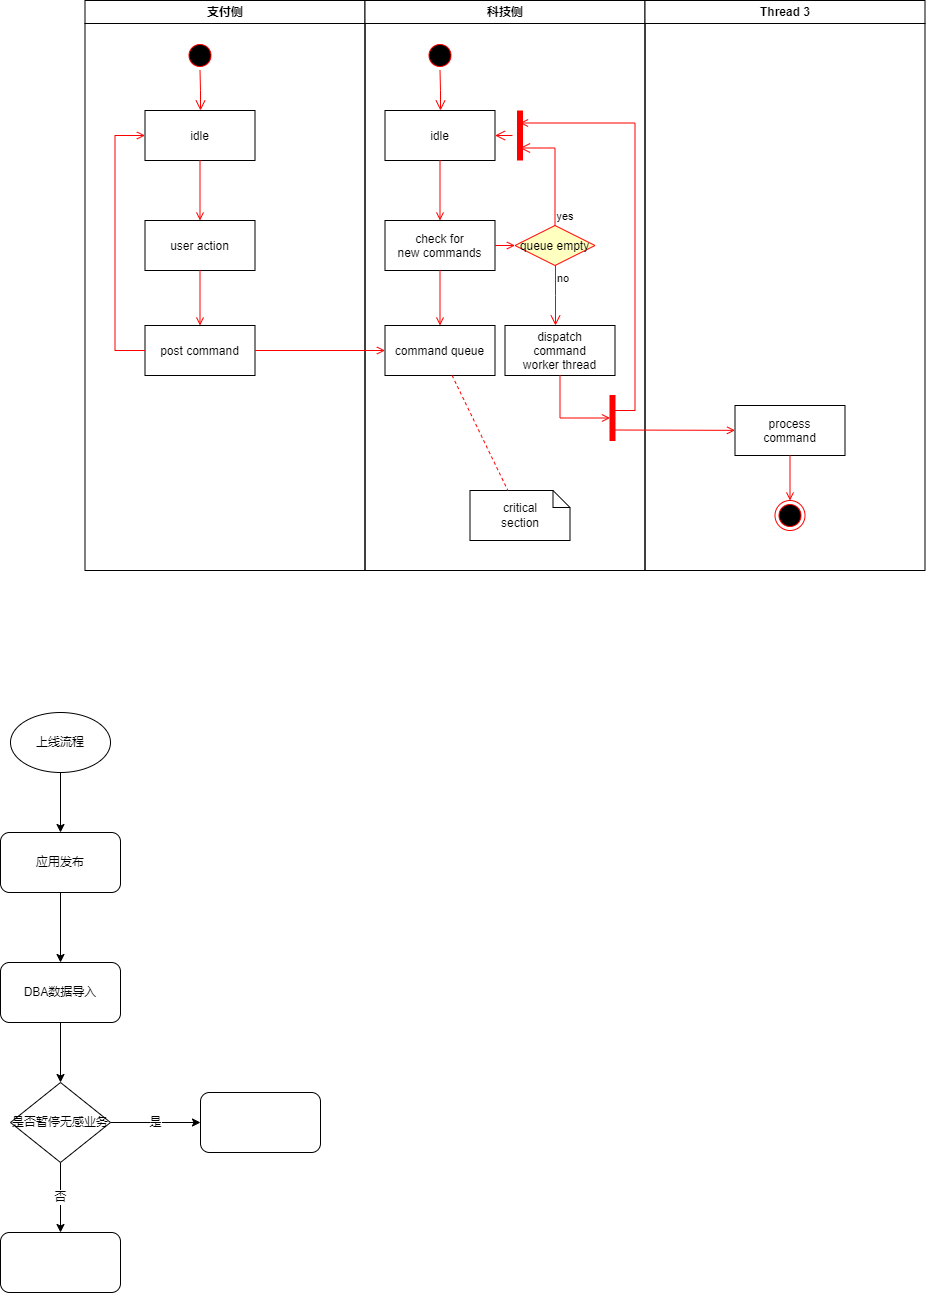 支付侧
科技侧
Thread 3
idle
idle
user action
check for
new commands
yes
queue empty
no
post command
command queue
dispatch
command
worker thread
process
command
critical
section
上线流程
应用发布
DBA数据导入
是否暂停无感业务
是
否